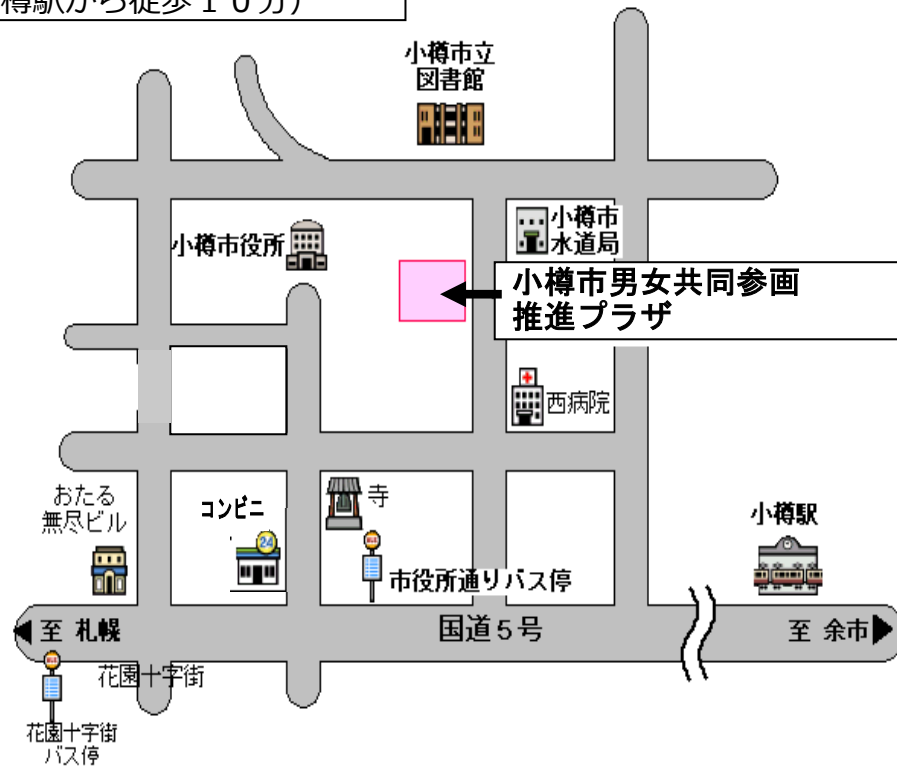 樽駅から徒歩１０分）
小樽市立
図書館
小樽市役所
小樽市
水道局
小樽市男女共同参画
推進プラザ
西病院
おたる
無尽ビル
コンビニ
24
寺
BUS
市役所通りバス停
小樽駅
至 札幌
国道５号
至 余市
BUS
花園十字街
花園十字街
バス停